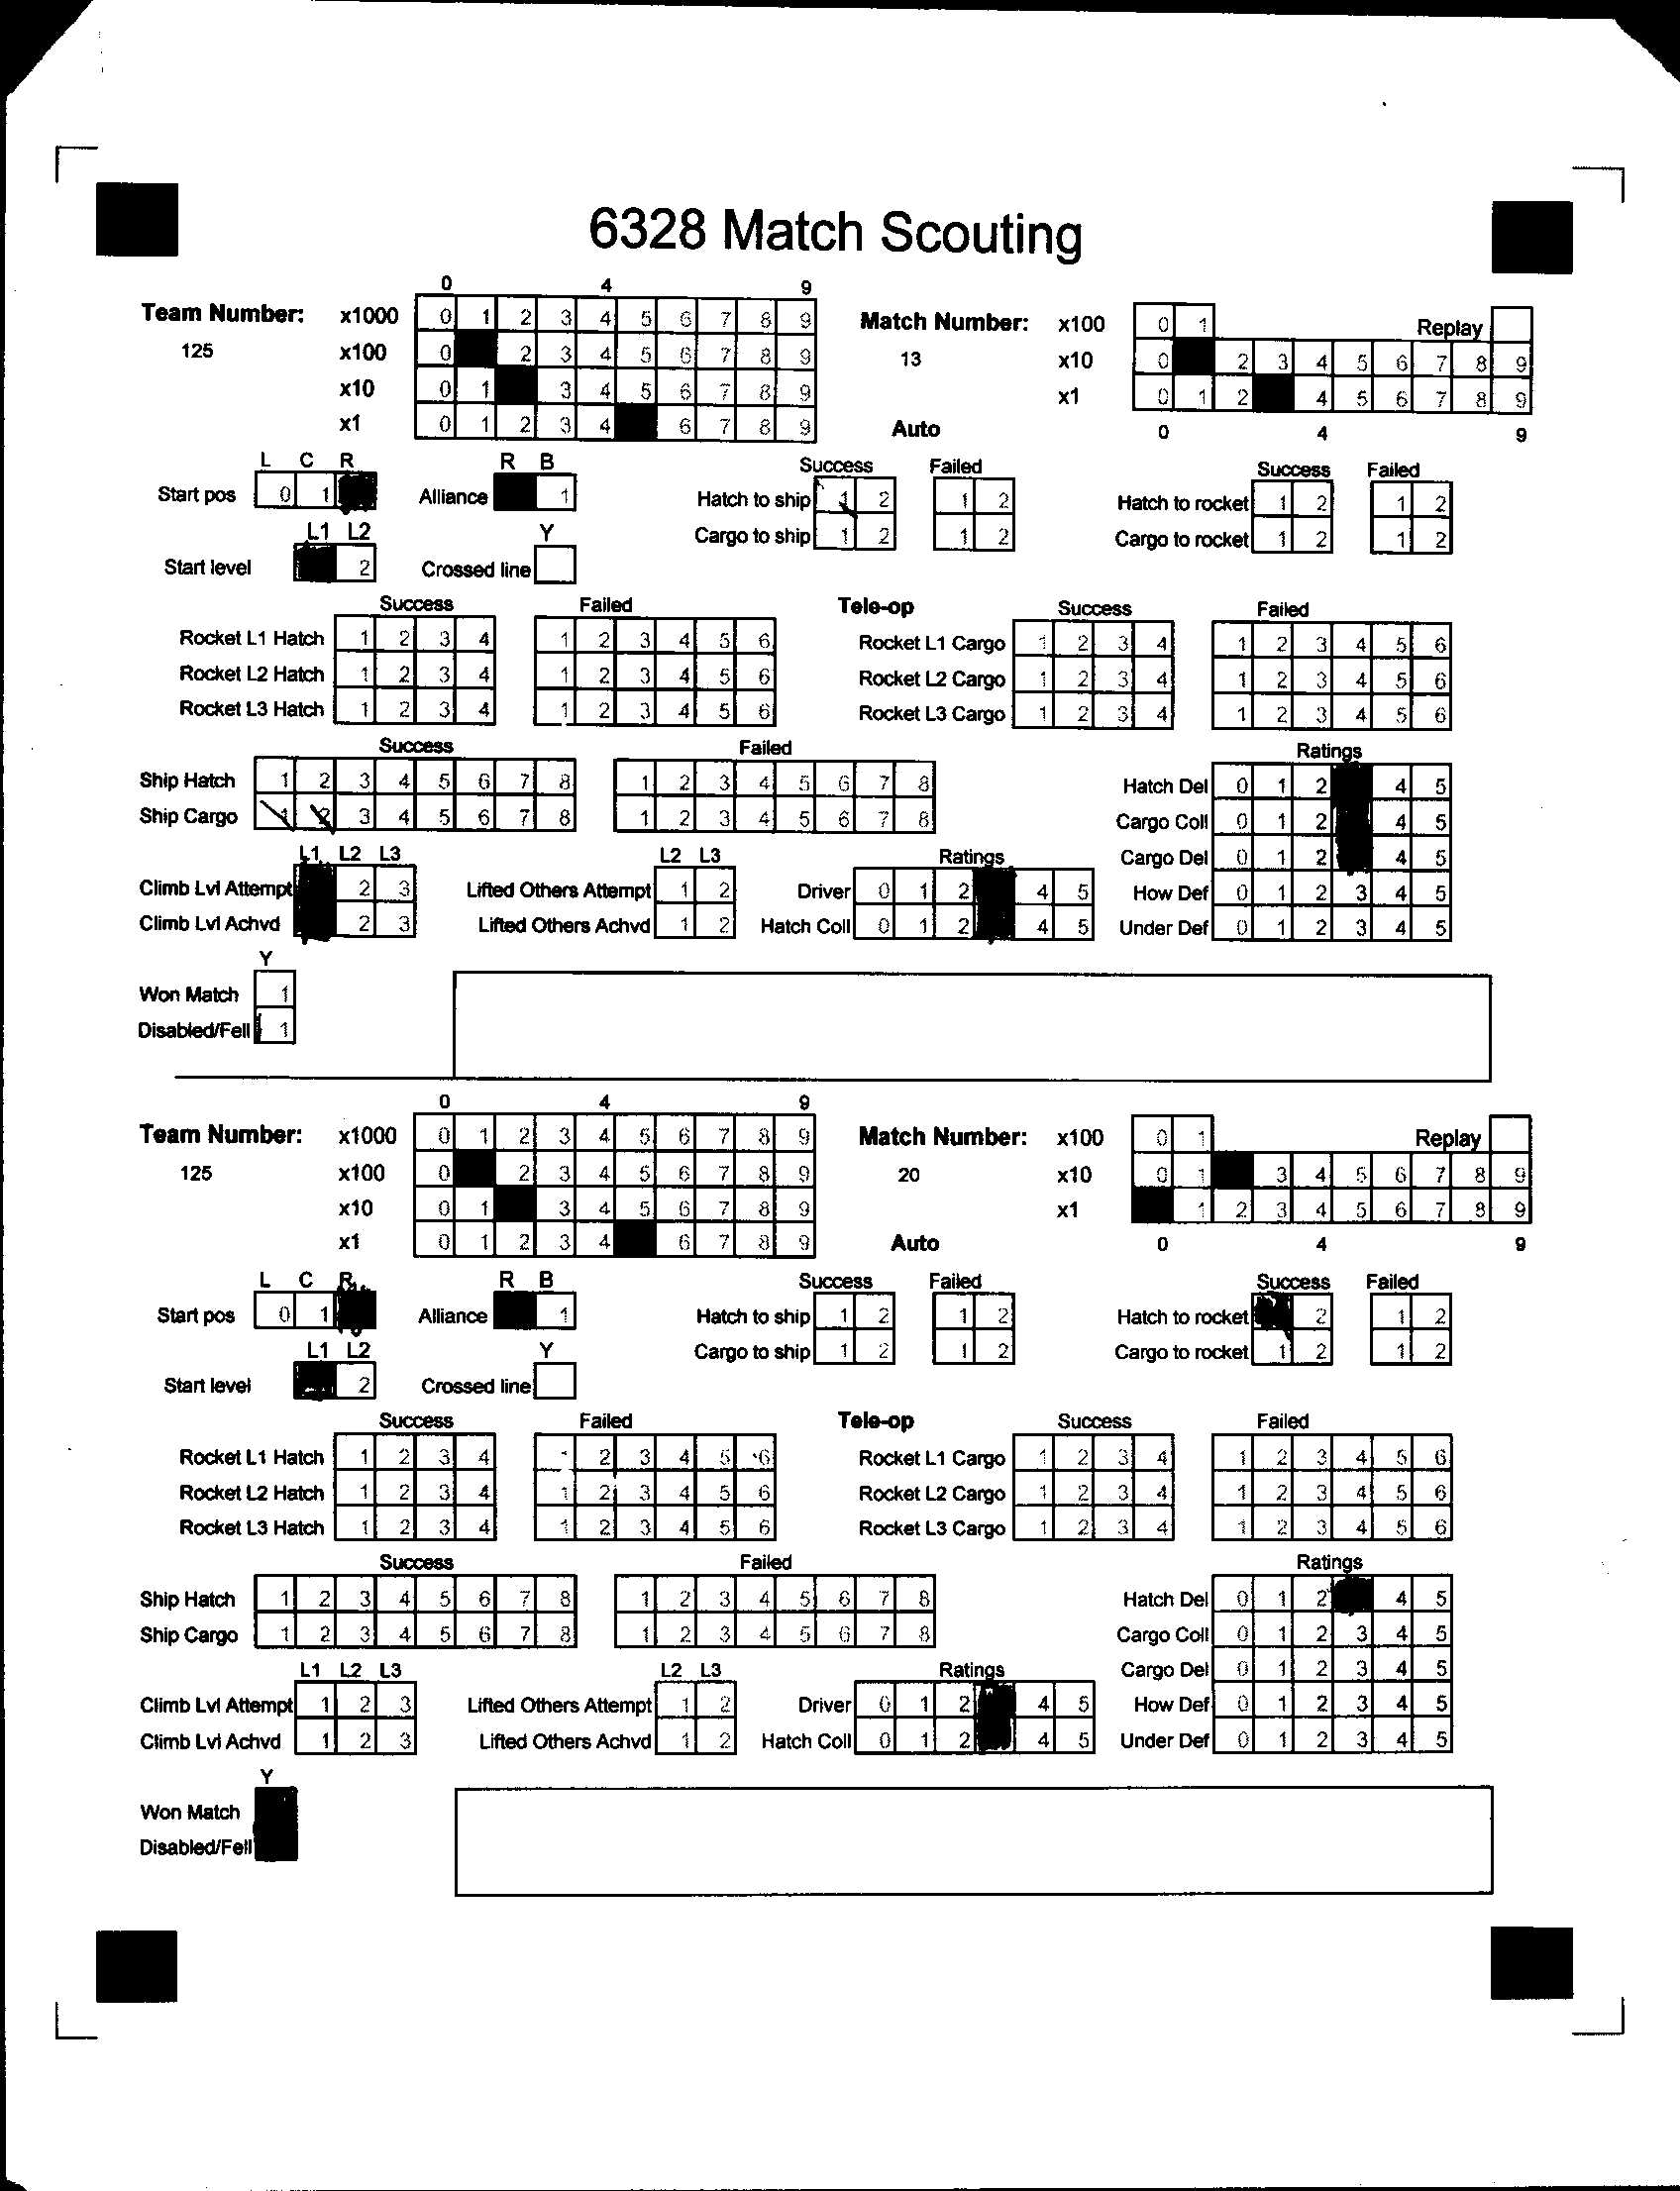 6328 Match Scouting
0 4 9
Team Number: x1000 0 1 2 3 4 5 6 7 8 9 Match Number: x100 0 1 Replay
125 x100 0 2 3 4 5 6 7 8 9 13 x10 0 2 3 4 5 6 7 8 9
x10 0 1 3 4 5 6 7 8 9 x1 0 1 2 4 5 6 7 8 9
x1 0 1 2 3 4 6 7 8 9 Auto 0 4 9
L C R R B Success Failed Success Failed
Start pos 0 1 Alliance 1 Hatch to ship 1 2 1 2 Hatch to rocket 1 2 1 2
L1 L2 Y Cargo to ship 1 2 1 2 Cargo to rocket 1 2 1 2
Start level 2 Crossed line
Success Failed Tele-op Success Failed
Rocket L1 Hatch 1 2 3 4 1 2 3 4 5 6 Rocket L1 Cargo 1 2 3 4 1 2 3 4 5 6
Rocket L2 Hatch 1 2 3 4 1 2 3 4 5 6 Rocket L2 Cargo 1 2 3 4 1 2 3 4 5 6
Rocket L3 Hatch 1 2 3 4 1 2 3 4 5 6 Rocket L3 Cargo 1 2 3 4 1 2 3 4 5 6
Success Failed Ratings
Ship Hatch 1 2 3 4 5 6 7 8 1 2 3 4 5 6 7 8 Hatch Del 0 1 2 4 5
Ship Cargo 1 2 3 4 5 6 7 8 1 2 3 4 5 6 7 8 Cargo Coll 0 1 2 4 5
L1 L2 L3 L2 L3 Ratings Cargo Del 0 1 2 4 5
Climb Lvl Attempt 2 3 Lifted Others Attempt 1 2 Driver 0 1 2 4 5 How Def 0 1 2 3 4 5
Climb Lvl Achvd 2 3 Lifted Others Achvd 1 2 Hatch Coll 0 1 2 4 5 Under Def 0 1 2 3 4 5
Y
Won Match 1
Disabled/Fell 1
0 4 9
Team Number: x1000 0 1 2 3 4 5 6 7 8 9 Match Number: x100 0 1 Replay
125 x100 0 2 3 4 5 6 7 8 9 20 x10 0 1 3 4 5 6 7 8 9
x10 0 1 3 4 5 6 7 8 9 x1 1 2 3 4 5 6 7 8 9
x1 0 1 2 3 4 6 7 8 9 Auto 0 4 9
L C R R B Success Failed Success Failed
Start pos 0 1 Alliance 1 Hatch to ship 1 2 1 2 Hatch to rocket 2 1 2
L1 L2 Y Cargo to ship 1 2 1 2 Cargo to rocket 1 2 1 2
Start level 2 Crossed line
Success Failed Tele-op Success Failed
Rocket L1 Hatch 1 2 3 4 2 3 4 5 6 Rocket L1 Cargo 1 2 3 4 1 2 3 4 5 6
Rocket L2 Hatch 1 2 3 4 1 2 3 4 5 6 Rocket L2 Cargo 1 2 3 4 1 2 3 4 5 6
Rocket L3 Hatch 1 2 3 4 1 2 3 4 5 6 Rocket L3 Cargo 1 2 3 4 1 2 3 4 5 6
Success Failed Ratings
Ship Hatch 1 2 3 4 5 6 7 8 1 2 3 4 5 6 7 8 Hatch Del 0 1 2 4 5
Ship Cargo 1 2 3 4 5 6 7 8 1 2 3 4 5 6 7 8 Cargo Coll 0 1 2 3 4 5
L1 L2 L3 L2 L3 Ratings Cargo Del 0 1 2 3 4 5
Climb Lvl Attempt 1 2 3 Lifted Others Attempt 1 2 Driver 0 1 2 4 5 How Def 0 1 2 3 4 5
Climb Lvl Achvd 1 2 3 Lifted Others Achvd 1 2 Hatch Coll 0 1 2 4 5 Under Def 0 1 2 3 4 5
Y
Won Match
Disabled/Fell